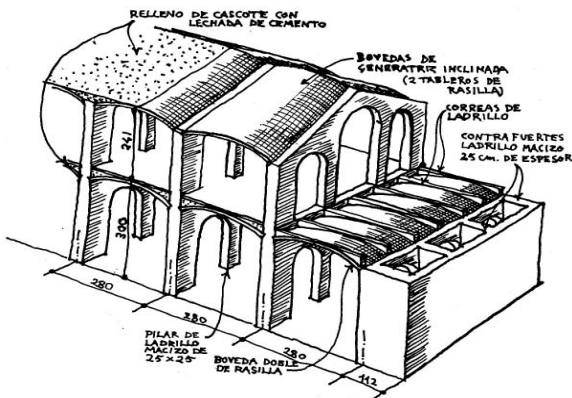 RELLENO DE CASCOTE CON
LECHADA DE CEMENTO
BOVEDAS DE
GENERATRIZ INCLINADA
(2 TABLEROS DE
RASILLA)
CORREAS DE
LADRILLO
CONTRAFUERTES
LADRILLO MACIZO
25 cm. DE ESPESOR
241
300
280
280
280
112
PILAR DE
LADRILLO
MACIZO DE
25 x 25
BOVEDA DOBLE
DE RASILLA